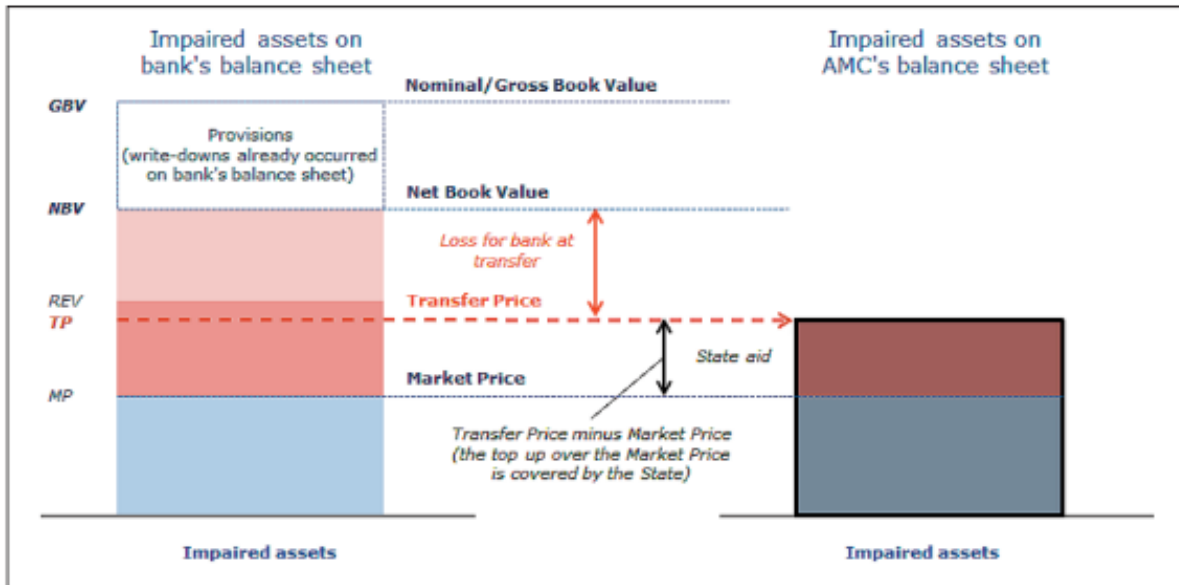 Impaired assets on
bank's balance sheet
Impaired assets on
AMC's balance sheet
Nominal/Gross Book Value
GBV
Provisions
(write-downs already occurred
on bank's balance sheet)
Net Book Value
NBV
Loss for bank at
transfer
REV
Transfer Price
TP
State aid
Market Price
MP
Transfer Price minus Market Price
(the top up over the Market Price
is covered by the State)
Impaired assets
Impaired assets